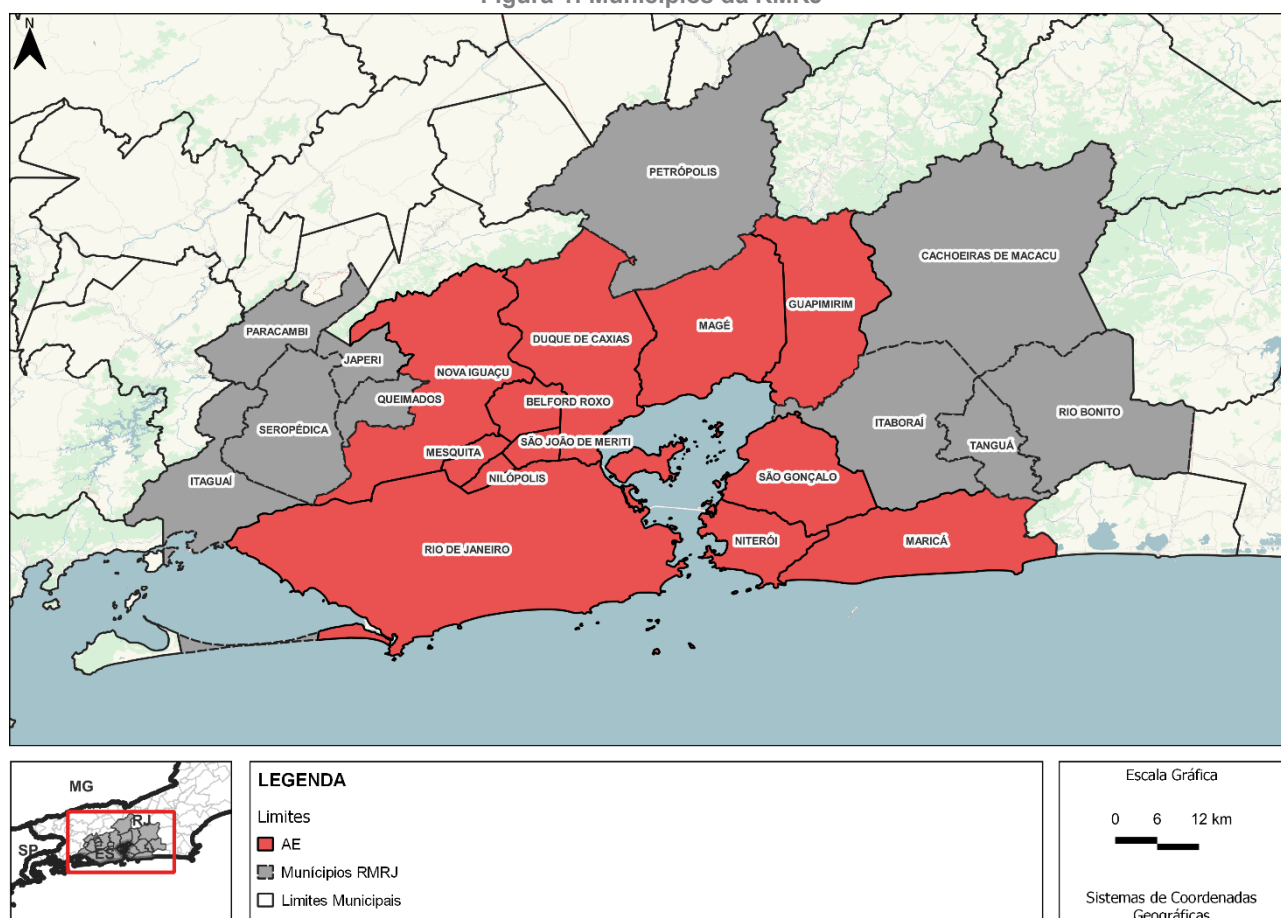 Figura 1: Municípios da RMRJ
N
PETRÓPOLIS
CACHOEIRAS DE MACACU
GUAPIMIRIM
PARACAMBI
MAGÉ
DUQUE DE CAXIAS
JAPERI
NOVA IGUAÇU
QUEIMADOS
BELFORD ROXO
RIO BONITO
ITABORAÍ
SEROPÉDICA
SÃO JOÃO DE MERITI
TANGUÁ
MESQUITA
NILÓPOLIS
SÃO GONÇALO
ITAGUAÍ
RIO DE JANEIRO
NITERÓI
MARICÁ
MG
RJ
SP
ES
LEGENDA
Limites
AE
Munícipios RMRJ
Limites Municipais
Escala Gráfica
0 6 12 km
Sistemas de Coordenadas
Geográficas